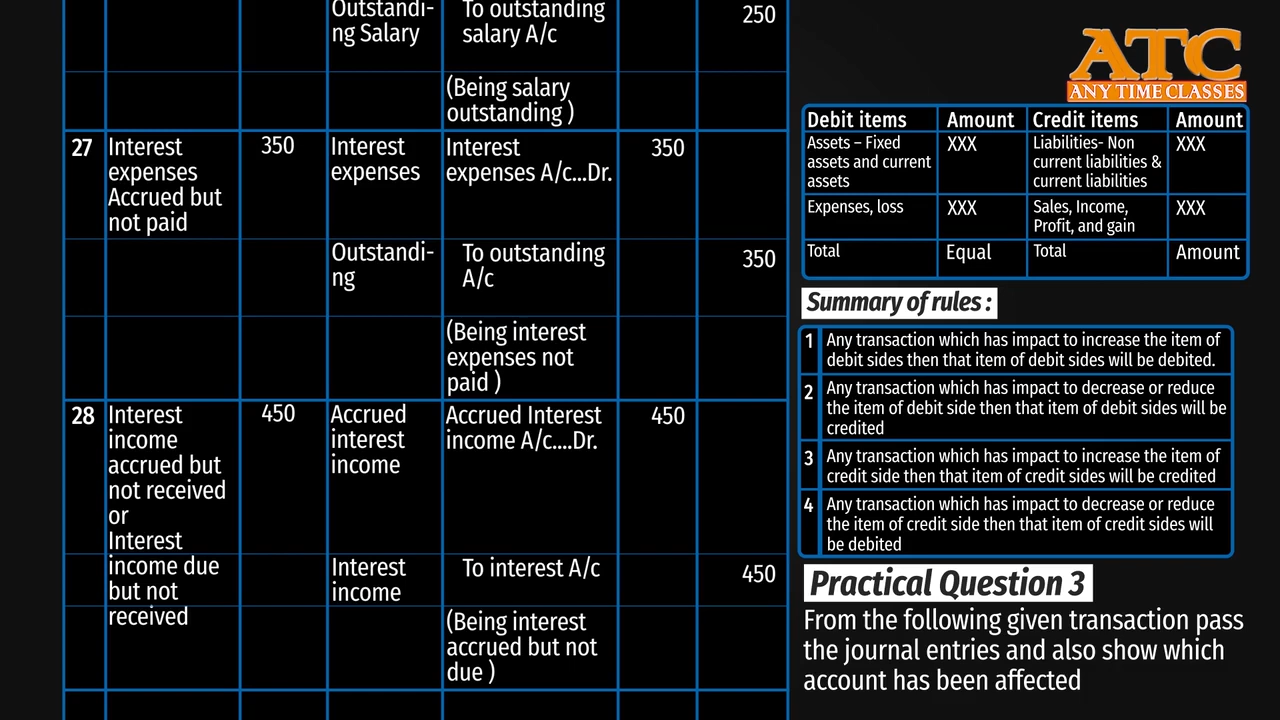 Outstandi-
ng Salary
To outstanding
salary A/c
250
(Being salary
outstanding )
27
Interest
expenses
Accrued but
not paid
350
Interest
expenses
Interest
expenses A/c...Dr.
350
Outstandi-
ng
To outstanding
A/c
350
(Being interest
expenses not
paid )
28
Interest
income
accrued but
not received
or
Interest
income due
but not
received
450
Accrued
interest
income
Accrued Interest
income A/c....Dr.
450
Interest
income
To interest A/c
450
(Being interest
accrued but not
due )
ATC
ANY TIME CLASSES
Debit items
Amount
Credit items
Amount
Assets – Fixed
assets and current
assets
XXX
Liabilities- Non
current liabilities &
current liabilities
XXX
Expenses, loss
XXX
Sales, Income,
Profit, and gain
XXX
Total
Equal
Total
Amount
Summary of rules :
1
Any transaction which has impact to increase the item of
debit sides then that item of debit sides will be debited.
2
Any transaction which has impact to decrease or reduce
the item of debit side then that item of debit sides will be
credited
3
Any transaction which has impact to increase the item of
credit side then that item of credit sides will be credited
4
Any transaction which has impact to decrease or reduce
the item of credit side then that item of credit sides will
be debited
Practical Question 3
From the following given transaction pass
the journal entries and also show which
account has been affected